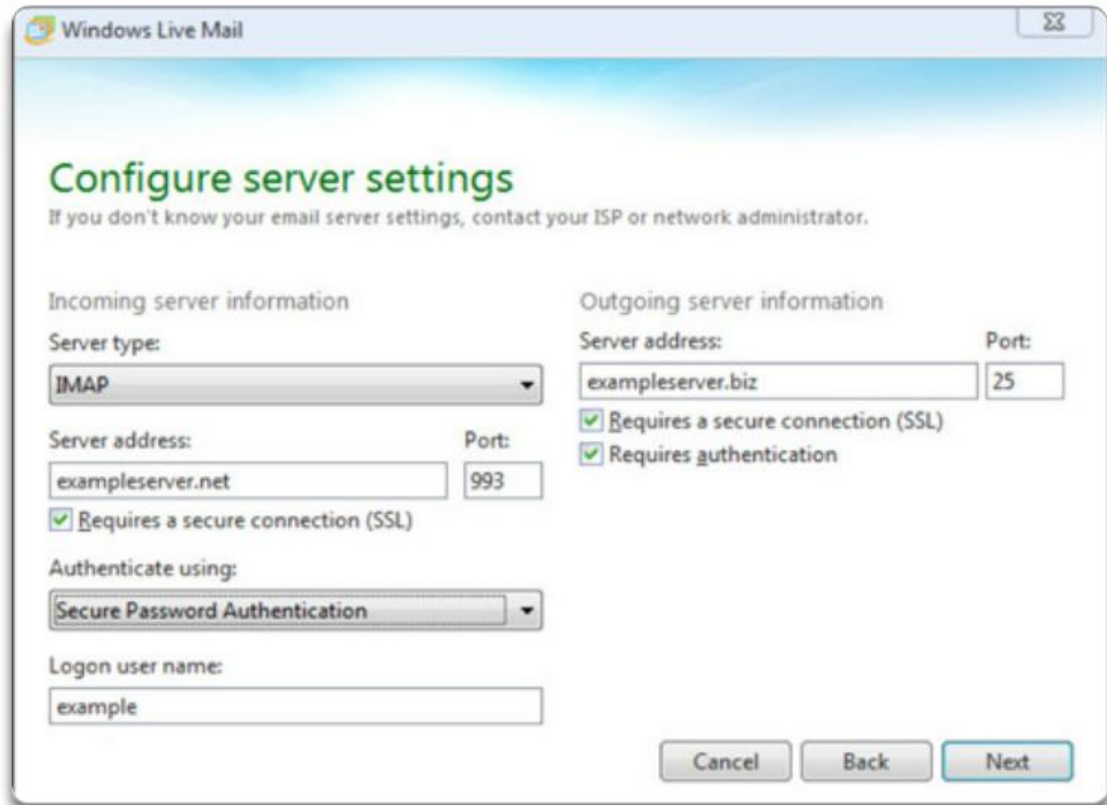 Windows Live Mail
Configure server settings
If you don't know your email server settings, contact your ISP or network administrator.
Incoming server information
Server type:
IMAP
Server address: Port:
exampleserver.net 993
Requires a secure connection (SSL)
Authenticate using:
Secure Password Authentication
Logon user name:
example
Outgoing server information
Server address: Port:
exampleserver.biz 25
Requires a secure connection (SSL)
Requires authentication
Cancel Back Next